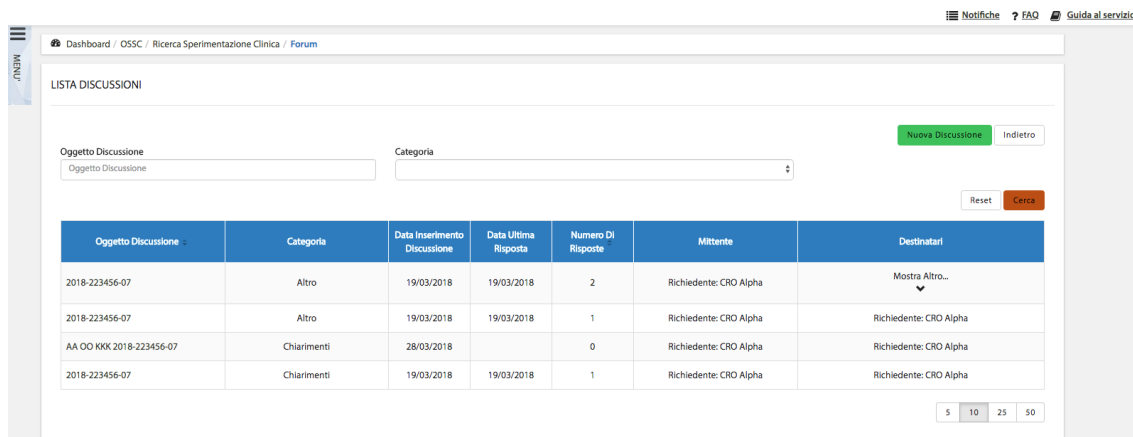 Notifiche ? FAQ Guida al servizio
MENU'
Dashboard / OSSC / Ricerca Sperimentazione Clinica / Forum
LISTA DISCUSSIONI
Nuova Discussione Indietro
Oggetto Discussione Categoria
Oggetto Discussione
Reset Cerca
Oggetto Discussione Categoria Data Inserimento Discussione Data Ultima Risposta Numero Di Risposte Mittente Destinatari
2018-223456-07 Altro 19/03/2018 19/03/2018 2 Richiedente: CRO Alpha Mostra Altro...
2018-223456-07 Altro 19/03/2018 19/03/2018 1 Richiedente: CRO Alpha Richiedente: CRO Alpha
AA OO KKK 2018-223456-07 Chiarimenti 28/03/2018 0 Richiedente: CRO Alpha Richiedente: CRO Alpha
2018-223456-07 Chiarimenti 19/03/2018 19/03/2018 1 Richiedente: CRO Alpha Richiedente: CRO Alpha
5 10 25 50